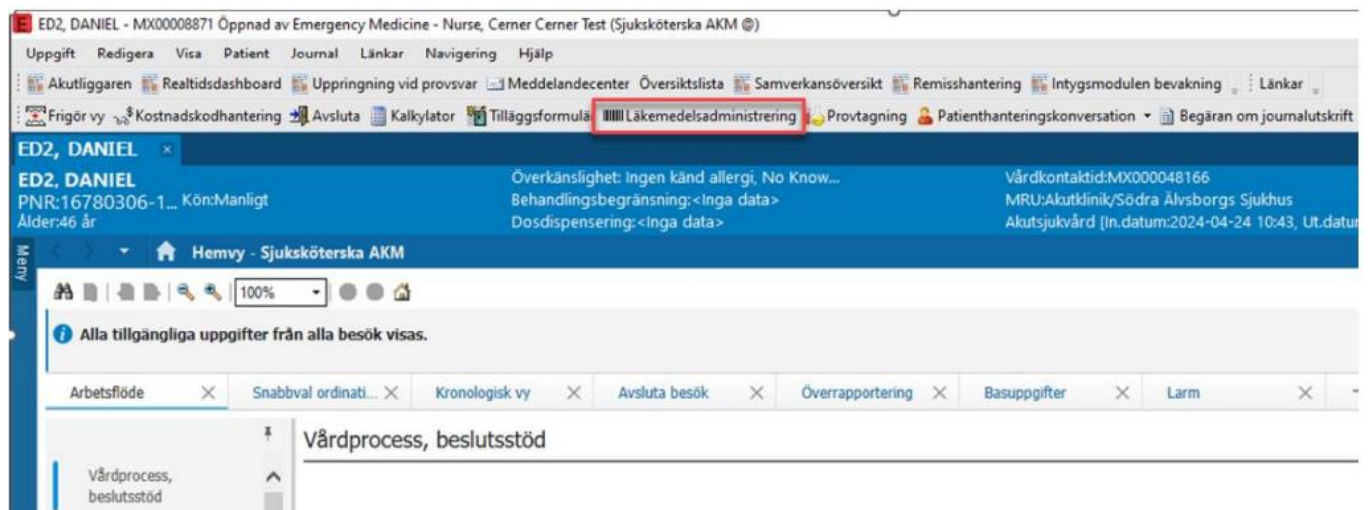 ED2, DANIEL - MX00008871 Öppnad av Emergency Medicine - Nurse, Cerner Cerner Test (Sjuksköterska AKM @)
Uppgift Redigera Visa Patient Journal Länkar Navigering Hjälp
Akutliggaren Realtidsdashboard Uppringning vid provsvar Meddelandecenter Översiktslista Samverkansöversikt Remisshantering Intygsmodulen bevakning Länkar
Frigör vy Kostnadskodhantering Avsluta Kalkylator Tilläggsformulä Läkemedelsadministrering Provtagning Patienthanteringskonversation Begäran om journalutskrift
ED2, DANIEL
ED2, DANIEL Överkänslighet: Ingen känd allergi, No Know... Vårdkontaktid:MX000048166
PNR:16780306-1... Kön:Manligt Behandlingsbegränsning:<Inga data> MRU:Akutklinik/Södra Älvsborgs Sjukhus
Ålder:46 år Dosdispensering:<Inga data> Akutsjukvård [In.datum:2024-04-24 10:43, Ut.datu
Meny
Hemvy - Sjuksköterska AKM
100%
Alla tillgängliga uppgifter från alla besök visas.
Arbetsflöde Snabbval ordinati... Kronologisk vy Avsluta besök Överrapportering Basuppgifter Larm
Vårdprocess, beslutsstöd
Vårdprocess,
beslutsstöd